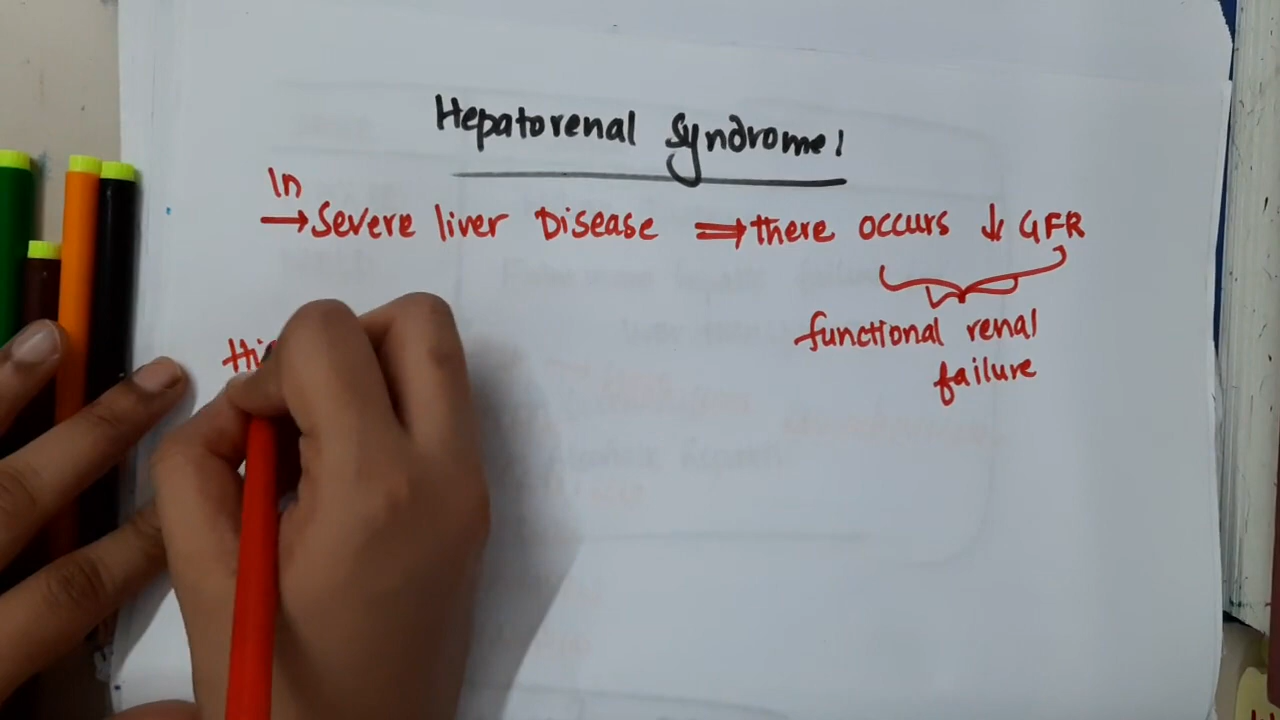 Hepatorenal Syndrome!
In
→ Severe liver Disease ⇒ there occurs ↓ GFR
functional renal
failure